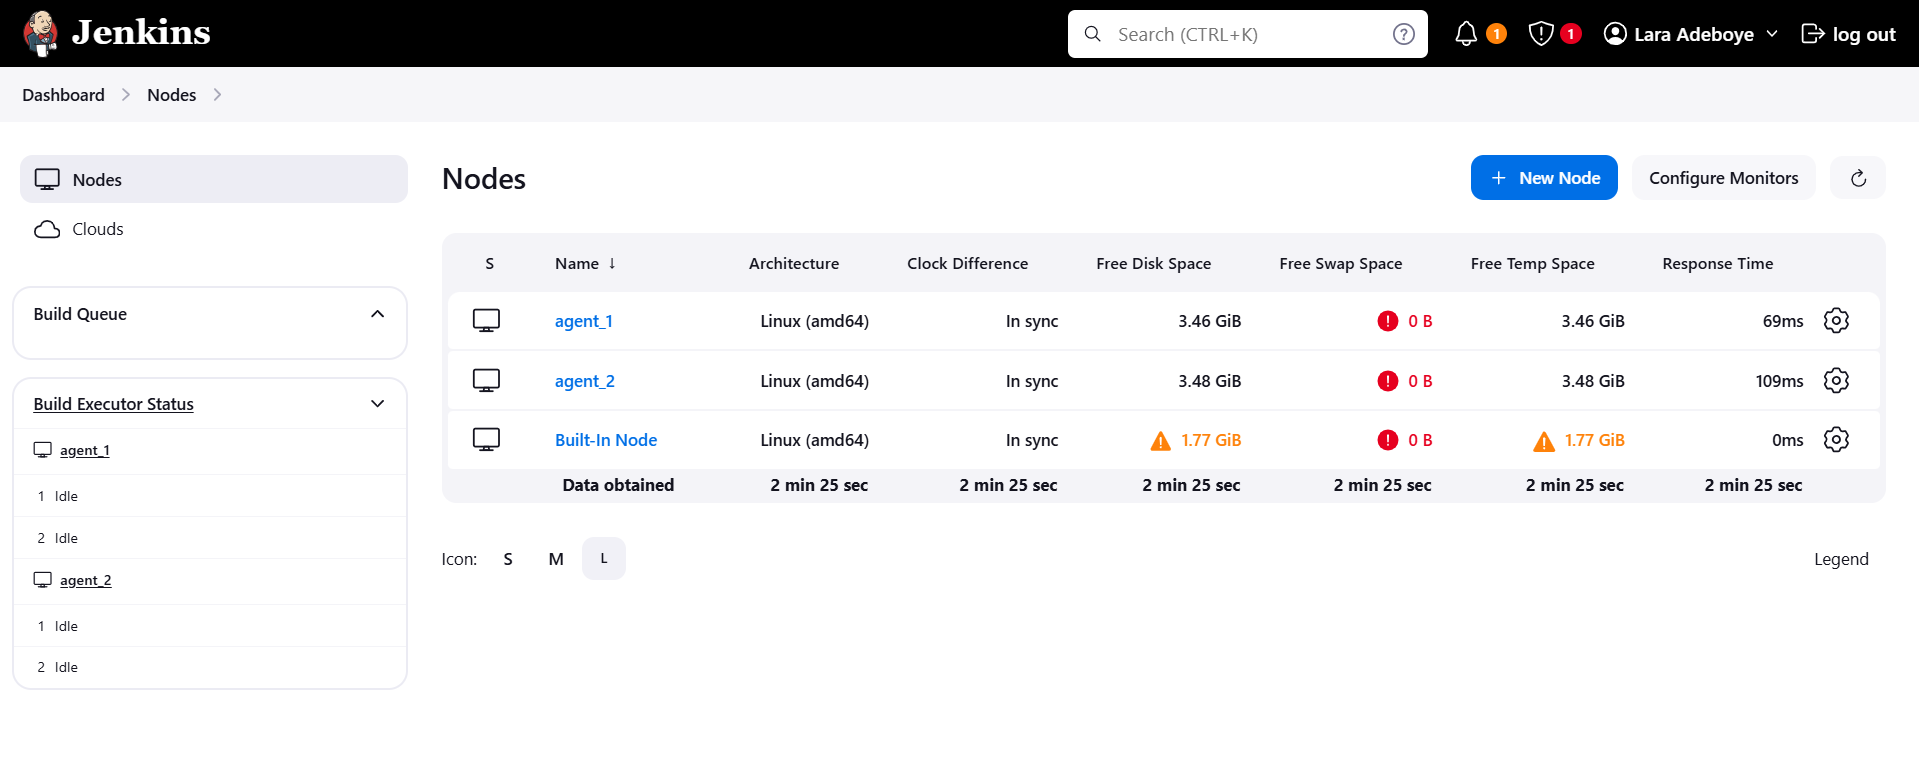 Jenkins
Search (CTRL+K)
?
1
1
Lara Adeboye
log out
Dashboard
Nodes
Nodes
Clouds
Build Queue
Build Executor Status
agent_1
1 Idle
2 Idle
agent_2
1 Idle
2 Idle
Nodes
+ New Node
Configure Monitors
S Name ↓ Architecture Clock Difference Free Disk Space Free Swap Space Free Temp Space Response Time
agent_1 Linux (amd64) In sync 3.46 GiB 0 B 3.46 GiB 69ms
agent_2 Linux (amd64) In sync 3.48 GiB 0 B 3.48 GiB 109ms
Built-In Node Linux (amd64) In sync 1.77 GiB 0 B 1.77 GiB 0ms
Data obtained 2 min 25 sec 2 min 25 sec 2 min 25 sec 2 min 25 sec 2 min 25 sec 2 min 25 sec
Icon: S M L
Legend